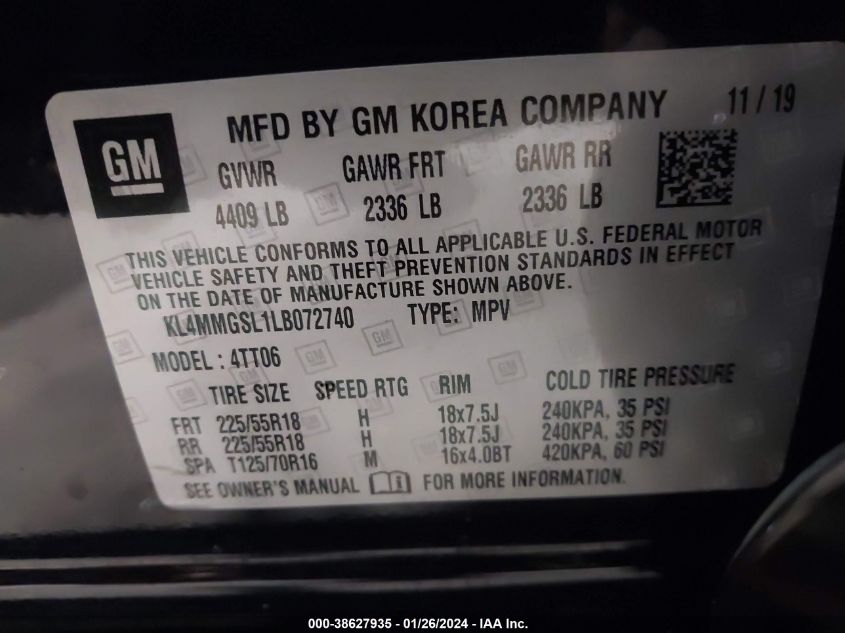 GM
MFD BY GM KOREA COMPANY 11 / 19
GVWR GAWR FRT GAWR RR
4409 LB 2336 LB 2336 LB
THIS VEHICLE CONFORMS TO ALL APPLICABLE U.S. FEDERAL MOTOR
VEHICLE SAFETY AND THEFT PREVENTION STANDARDS IN EFFECT
ON THE DATE OF MANUFACTURE SHOWN ABOVE.
KL4MMGSL1LB072740 TYPE: MPV
MODEL : 4TT06
TIRE SIZE SPEED RTG RIM COLD TIRE PRESSURE
FRT 225/55R18 H 18x7.5J 240KPA, 35 PSI
RR 225/55R18 H 18x7.5J 240KPA, 35 PSI
SPA T125/70R16 M 16x4.0BT 420KPA, 60 PSI
SEE OWNER'S MANUAL FOR MORE INFORMATION.
000-38627935 - 01/26/2024 - IAA Inc.